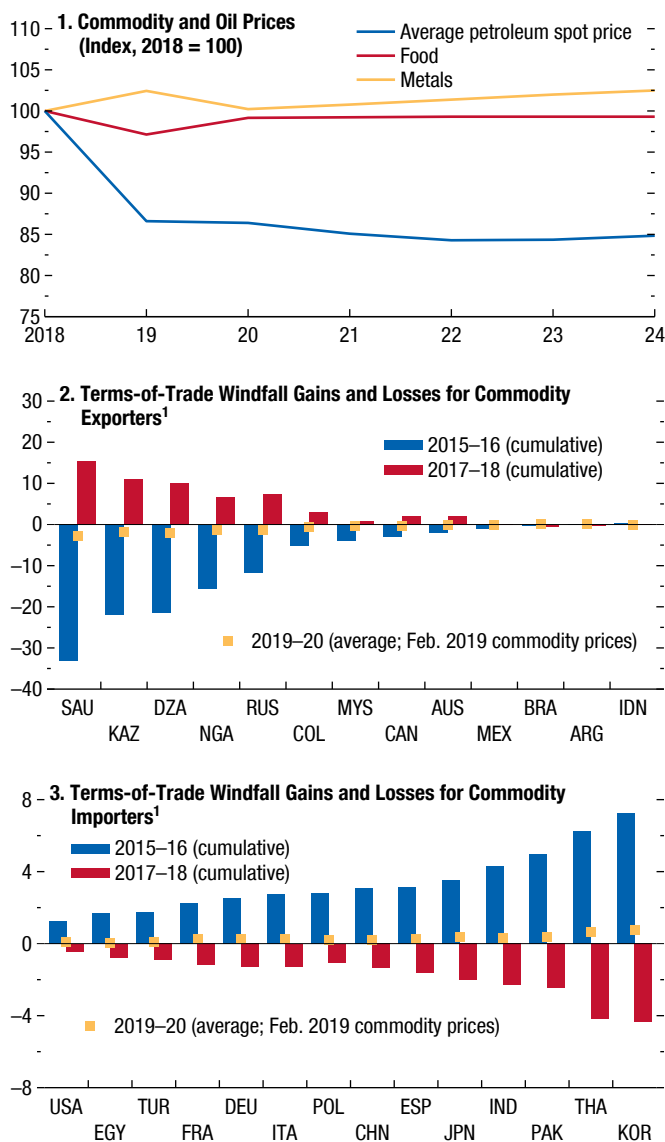 1. Commodity and Oil Prices
(Index, 2018 = 100)
Average petroleum spot price
Food
Metals
110
105
100
95
90
85
80
75
2018 19 20 21 22 23 24
2. Terms-of-Trade Windfall Gains and Losses for Commodity
Exporters1
2015–16 (cumulative)
2017–18 (cumulative)
30
20
10
0
–10
–20
–30
–40
2019–20 (average; Feb. 2019 commodity prices)
SAU DZA RUS MYS AUS BRA IDN
KAZ NGA COL CAN MEX ARG
3. Terms-of-Trade Windfall Gains and Losses for Commodity
Importers1
2015–16 (cumulative)
2017–18 (cumulative)
8
4
0
–4
–8
2019–20 (average; Feb. 2019 commodity prices)
USA TUR DEU POL ESP IND THA
EGY FRA ITA CHN JPN PAK KOR